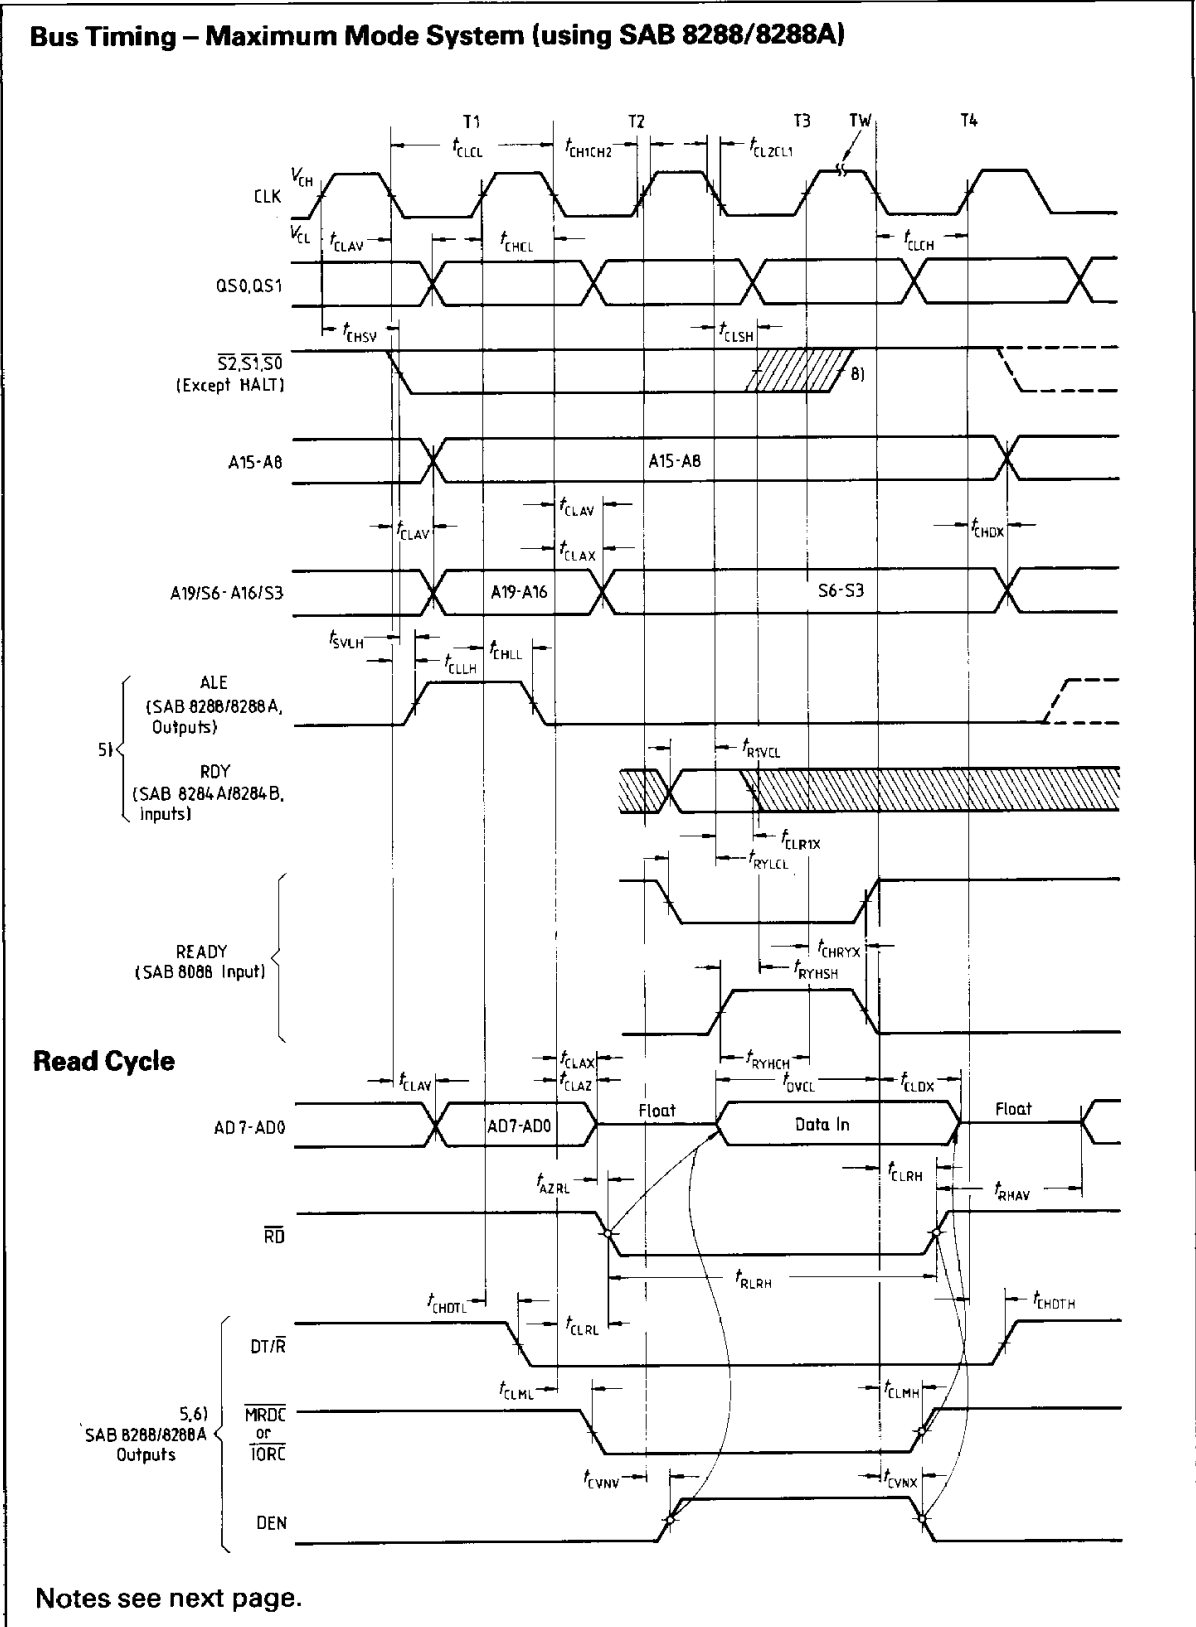 Bus Timing – Maximum Mode System (using SAB 8288/8288A)
T1 T2 T3 TW T4
tCLCL tCH1CH2 tCL2CL1
VCH
CLK
VCL tCLAV tCHCL tCLCH
QS0,QS1
tCHSV tCLSH
S2,S1,S0
(Except HALT)
8)
A15-A8 A15-A8
tCLAV
tCLAV tCHDX
tCLAX
A19/S6-A16/S3 A19-A16 S6-S3
tSVLH tCHLL
tCLLH
ALE
(SAB 8288/8288A,
Outputs)
5)
tR1VCL
RDY
(SAB 8284A/8284B,
Inputs)
tCLR1X
tRYLCL
READY
(SAB 8088 Input)
tCHRYX
tRYHSH
Read Cycle
tCLAX tRYHCH
tCLAV tCLAZ tDVCL tCLDX
AD7-AD0 AD7-AD0 Float Data In Float
tCLRH
tAZRL tRHAV
RD
tRLRH
tCHDTL tCHDTH
tCLRL
DT/R
tCLML tCLMH
5,6)
SAB 8288/8288A
Outputs
MRDC
or
IORC
tCVNV tCVNX
DEN
Notes see next page.